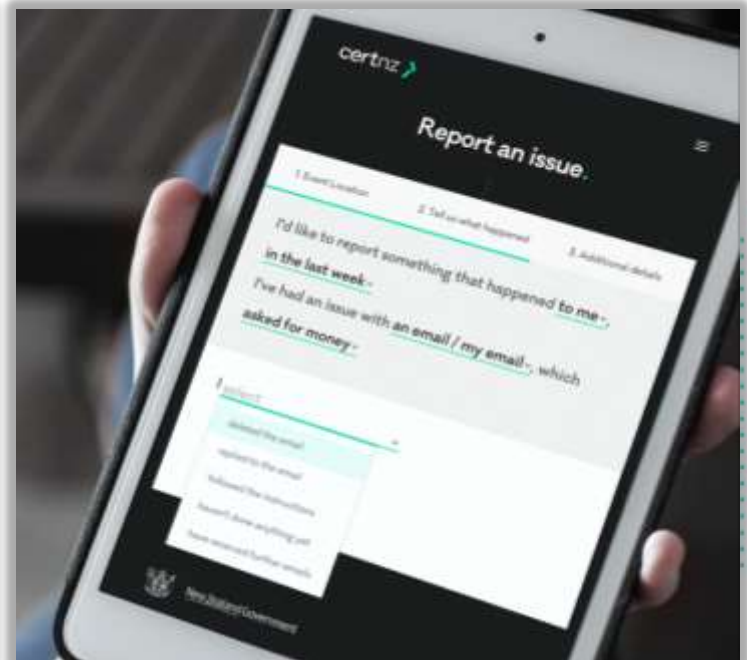 certnz
Report an issue.
1. Event Location
2. Tell us what happened
3. Additional details
I'd like to report something that happened to me,
in the last week
I've had an issue with an email / my email, which
asked for money
I select
deleted the email
replied to the email
followed the instructions
haven't done anything yet
have received further emails
New Zealand Government